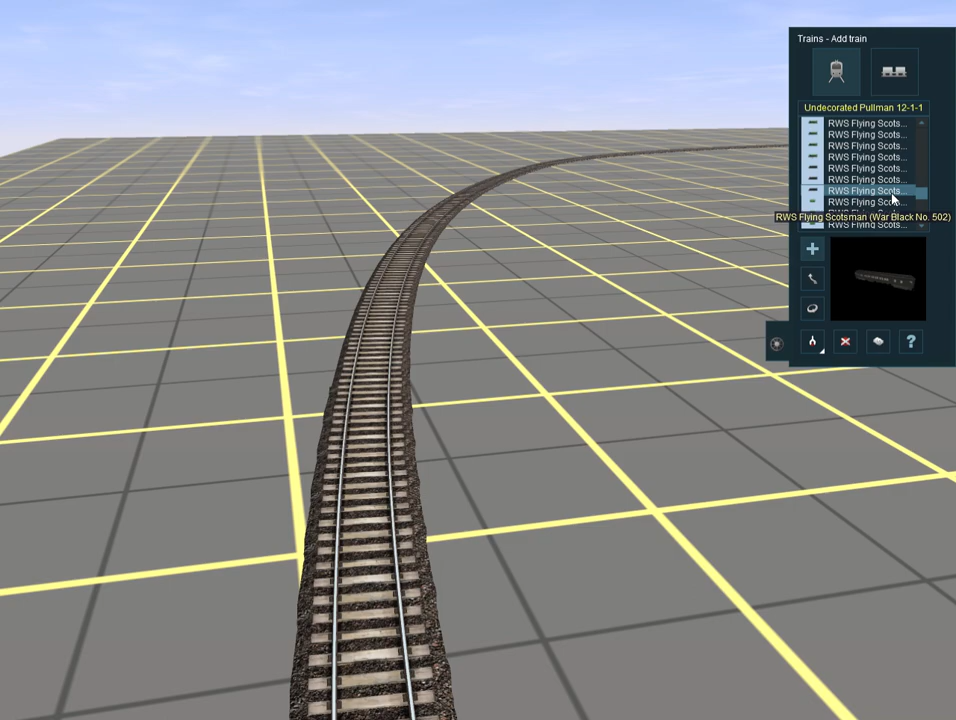 Trains - Add train
Undecorated Pullman 12-1-1
RWS Flying Scots...
RWS Flying Scots...
RWS Flying Scots...
RWS Flying Scots...
RWS Flying Scots...
RWS Flying Scots...
RWS Flying Scots...
RWS Flying Scots...
RWS Flying Scotsman (War Black No. 502)
RWS Flying Scots...
?